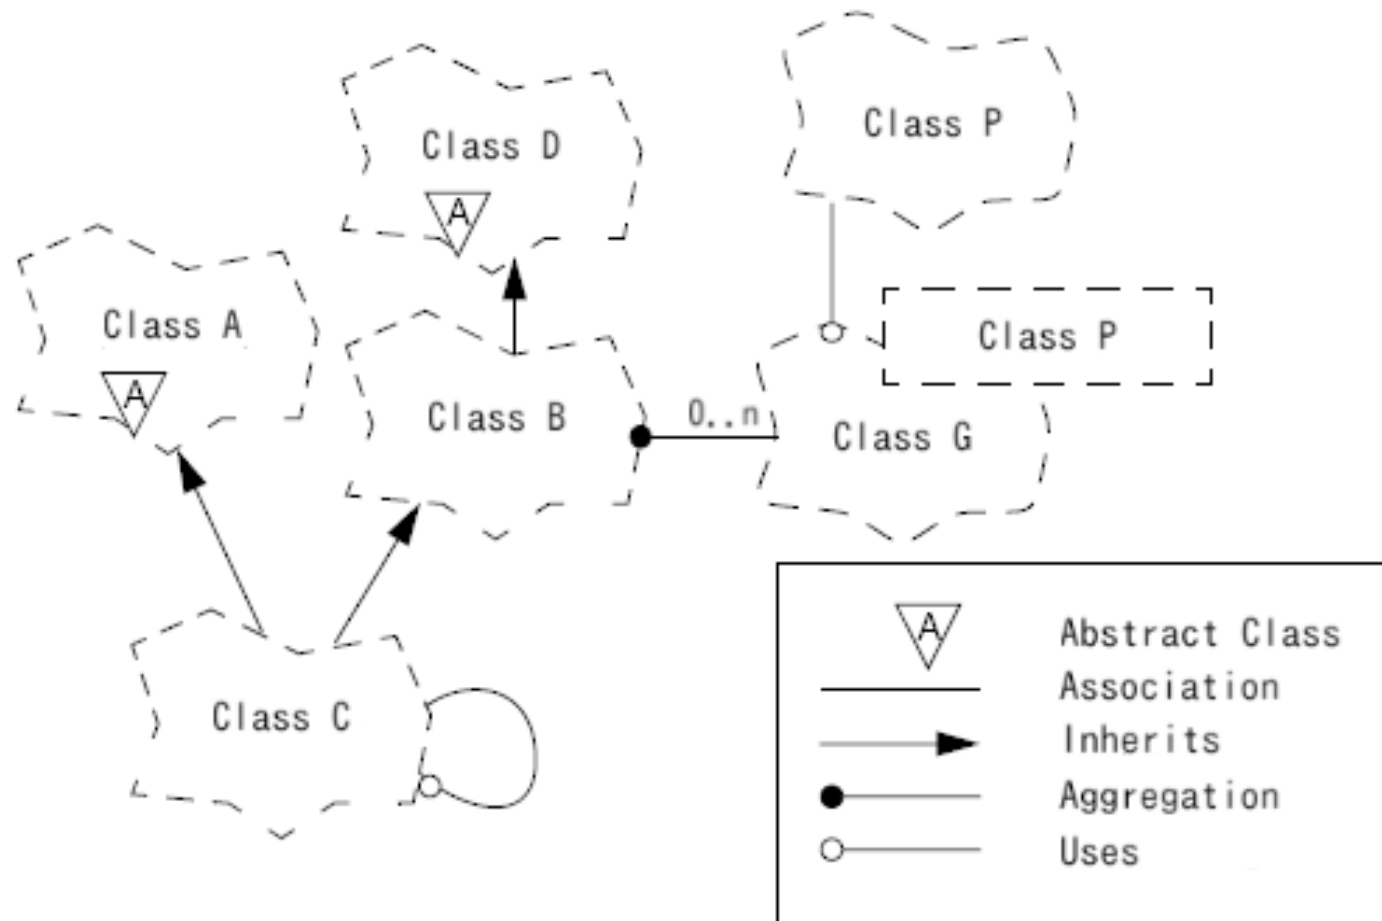 Class P
Class D
A
Class P
Class A
A
Class B
0..n
Class G
A
Abstract Class
Association
Inherits
Aggregation
Uses
Class C